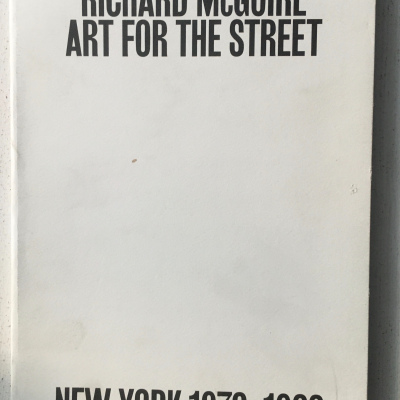 RICHARD McGUIRE
ART FOR THE STREET
NEW YORK